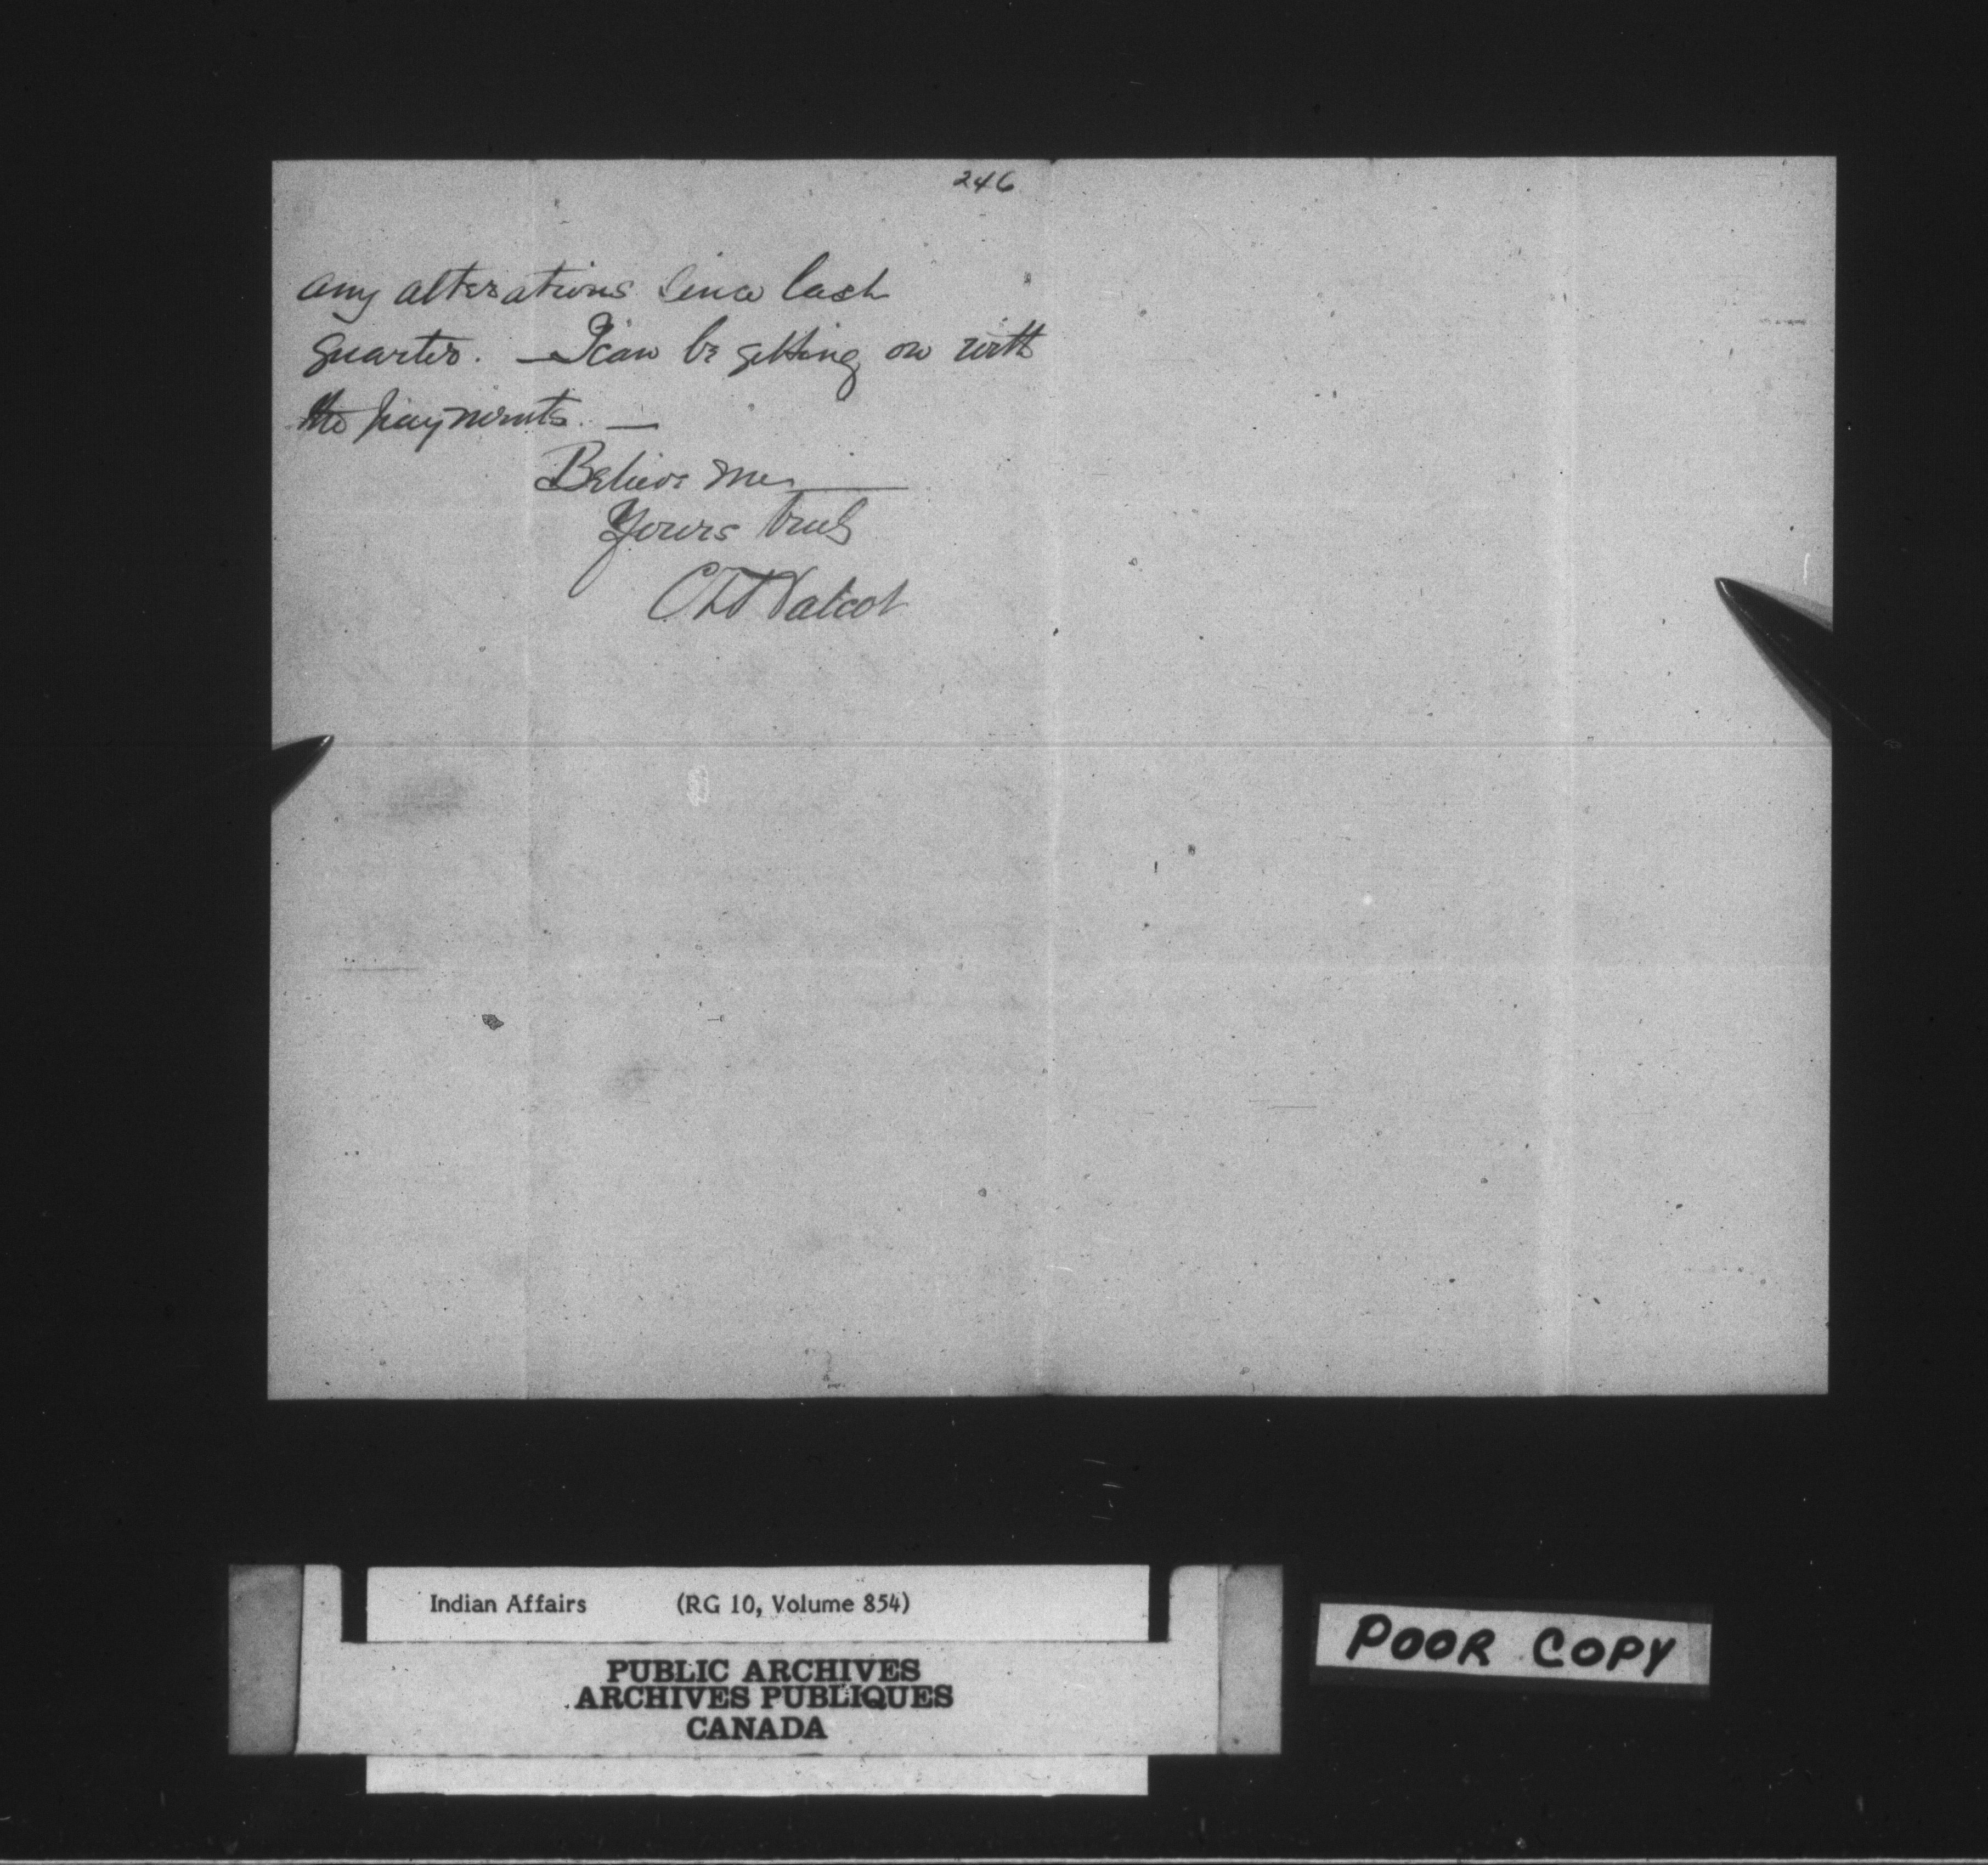 246
any alterations since last
quarter. — I can be getting on with
the payments. —
Believe me,
Yours truly
C T Walcot
Indian Affairs (RG 10, Volume 854)
PUBLIC ARCHIVES
ARCHIVES PUBLIQUES
CANADA
POOR COPY